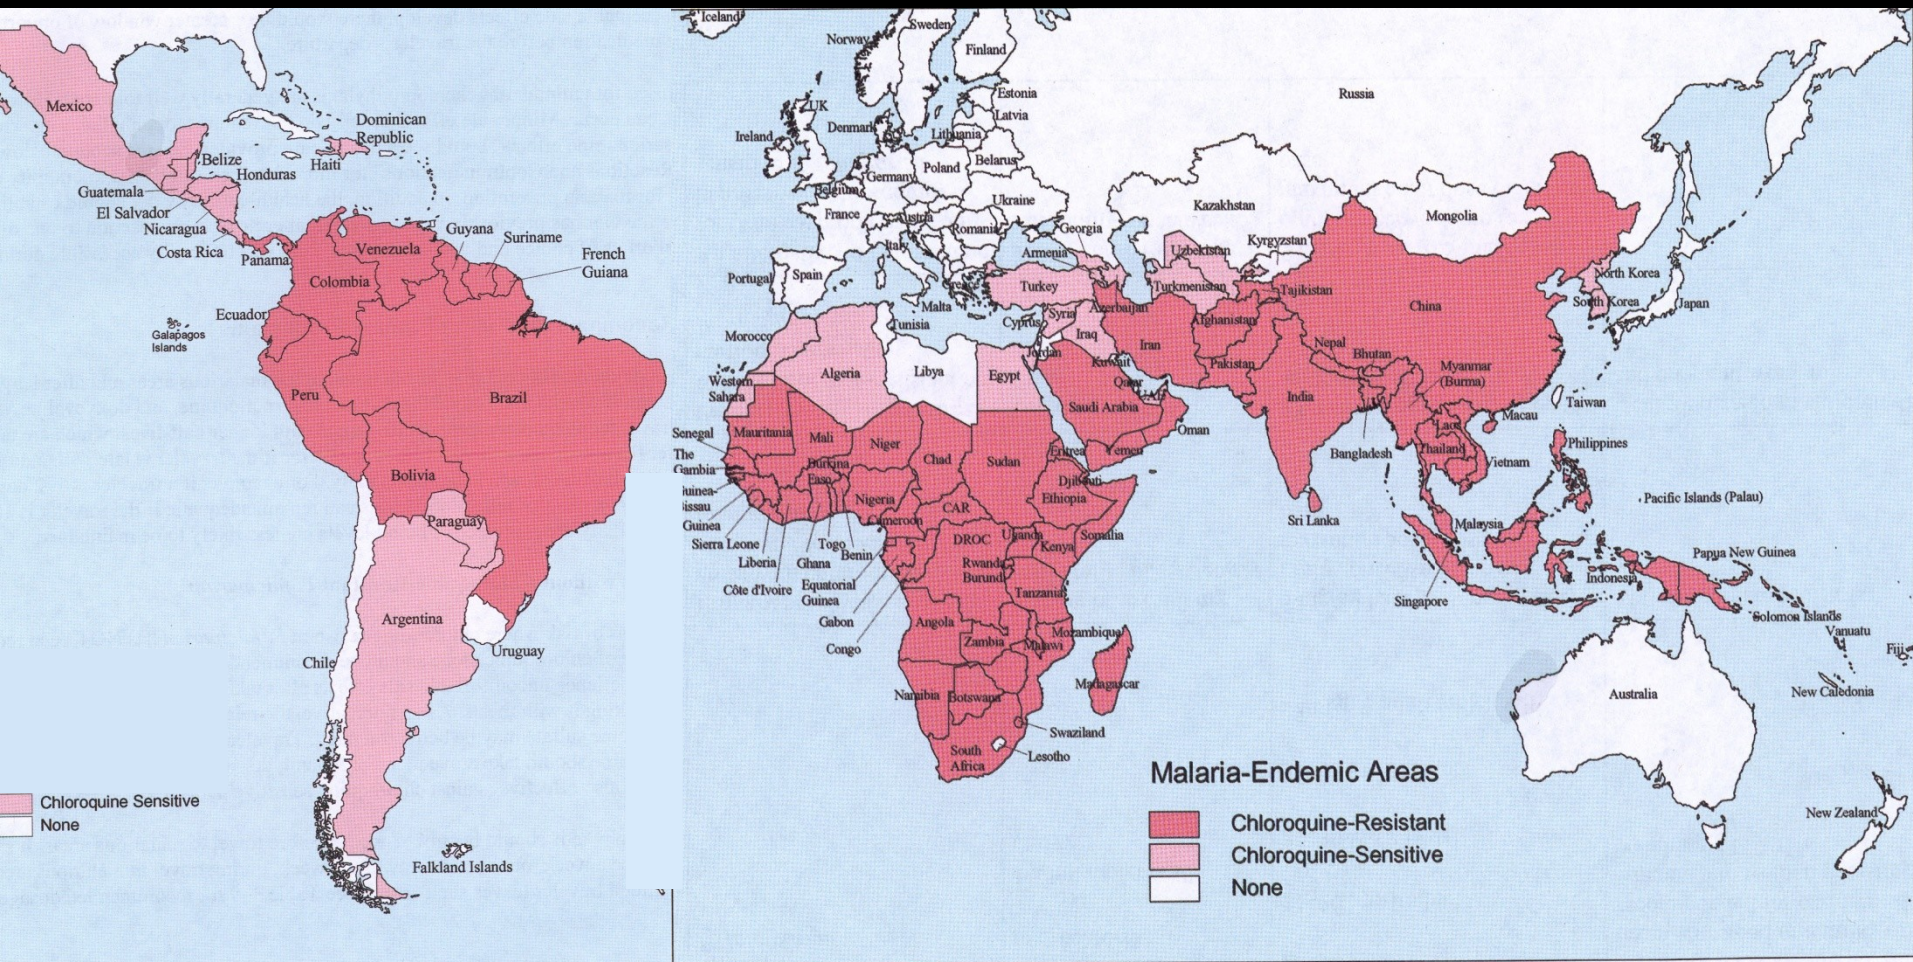 Mexico
Dominican
Republic
Haiti
Belize
Honduras
Guatemala
El Salvador
Nicaragua
Costa Rica
Panama
Venezuela
Guyana
Suriname
French
Guiana
Colombia
Ecuador
Galapagos
Islands
Peru
Brazil
Bolivia
Paraguay
Argentina
Chile
Uruguay
Falkland Islands
Chloroquine Sensitive
None
Iceland
Norway
Sweden
Finland
Russia
Estonia
Latvia
Lithuania
UK
Ireland
Denmark
Poland
Belarus
Germany
Belgium
Ukraine
France
Austria
Romania
Italy
Georgia
Armenia
Kazakhstan
Mongolia
Uzbekistan
Kyrgyzstan
Portugal
Spain
Greece
Turkey
Turkmenistan
Tajikistan
North Korea
South Korea
Japan
China
Malta
Tunisia
Cyprus
Syria
Azerbaijan
Afghanistan
Morocco
Iraq
Iran
Jordan
Kuwait
Pakistan
Nepal
Bhutan
Myanmar
(Burma)
Western
Sahara
Algeria
Libya
Egypt
Qatar
UAE
Saudi Arabia
India
Taiwan
Macau
Oman
Senegal
The
Gambia
Mauritania
Mali
Niger
Chad
Sudan
Eritrea
Yemen
Bangladesh
Laos
Thailand
Vietnam
Philippines
Burkina
Faso
Djibouti
Ethiopia
uinea-
issau
Nigeria
Pacific Islands (Palau)
Guinea
Cameroon
CAR
Sri Lanka
Malaysia
Sierra Leone
Liberia
Ghana
Togo
Benin
DROC
Uganda
Kenya
Somalia
Rwanda
Burundi
Papua New Guinea
Côte d'Ivoire
Equatorial
Guinea
Tanzania
Singapore
Indonesia
Gabon
Congo
Angola
Zambia
Malawi
Mozambique
Solomon Islands
Vanuatu
Fiji
Namibia
Botswana
Madagascar
Australia
New Caledonia
Swaziland
South
Africa
Lesotho
New Zealand
Malaria-Endemic Areas
Chloroquine-Resistant
Chloroquine-Sensitive
None